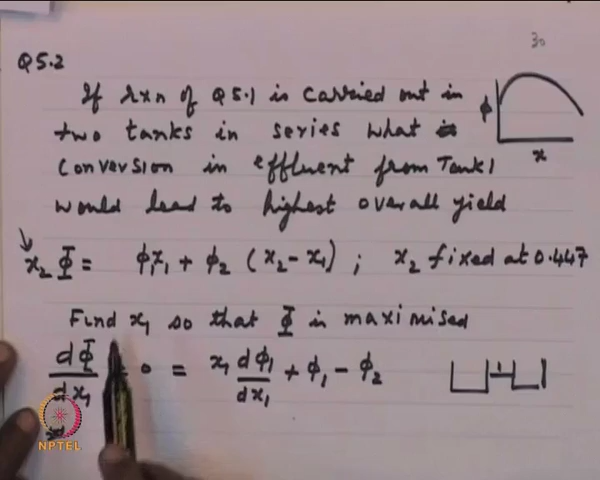 30
Q5.2
If rxn of Q5.1 is carried out in
two tanks in series what
conversion in effluent from Tank 1
would lead to highest overall yield
ϕ
x
x₂ Φ = ϕ₁x₁ + ϕ₂ (x₂ - x₁) ; x₂ fixed at 0.447
Find x₁ so that Φ is maximised
dΦ/dx₁ = 0 = x₁ dϕ₁/dx₁ + ϕ₁ - ϕ₂
NPTEL